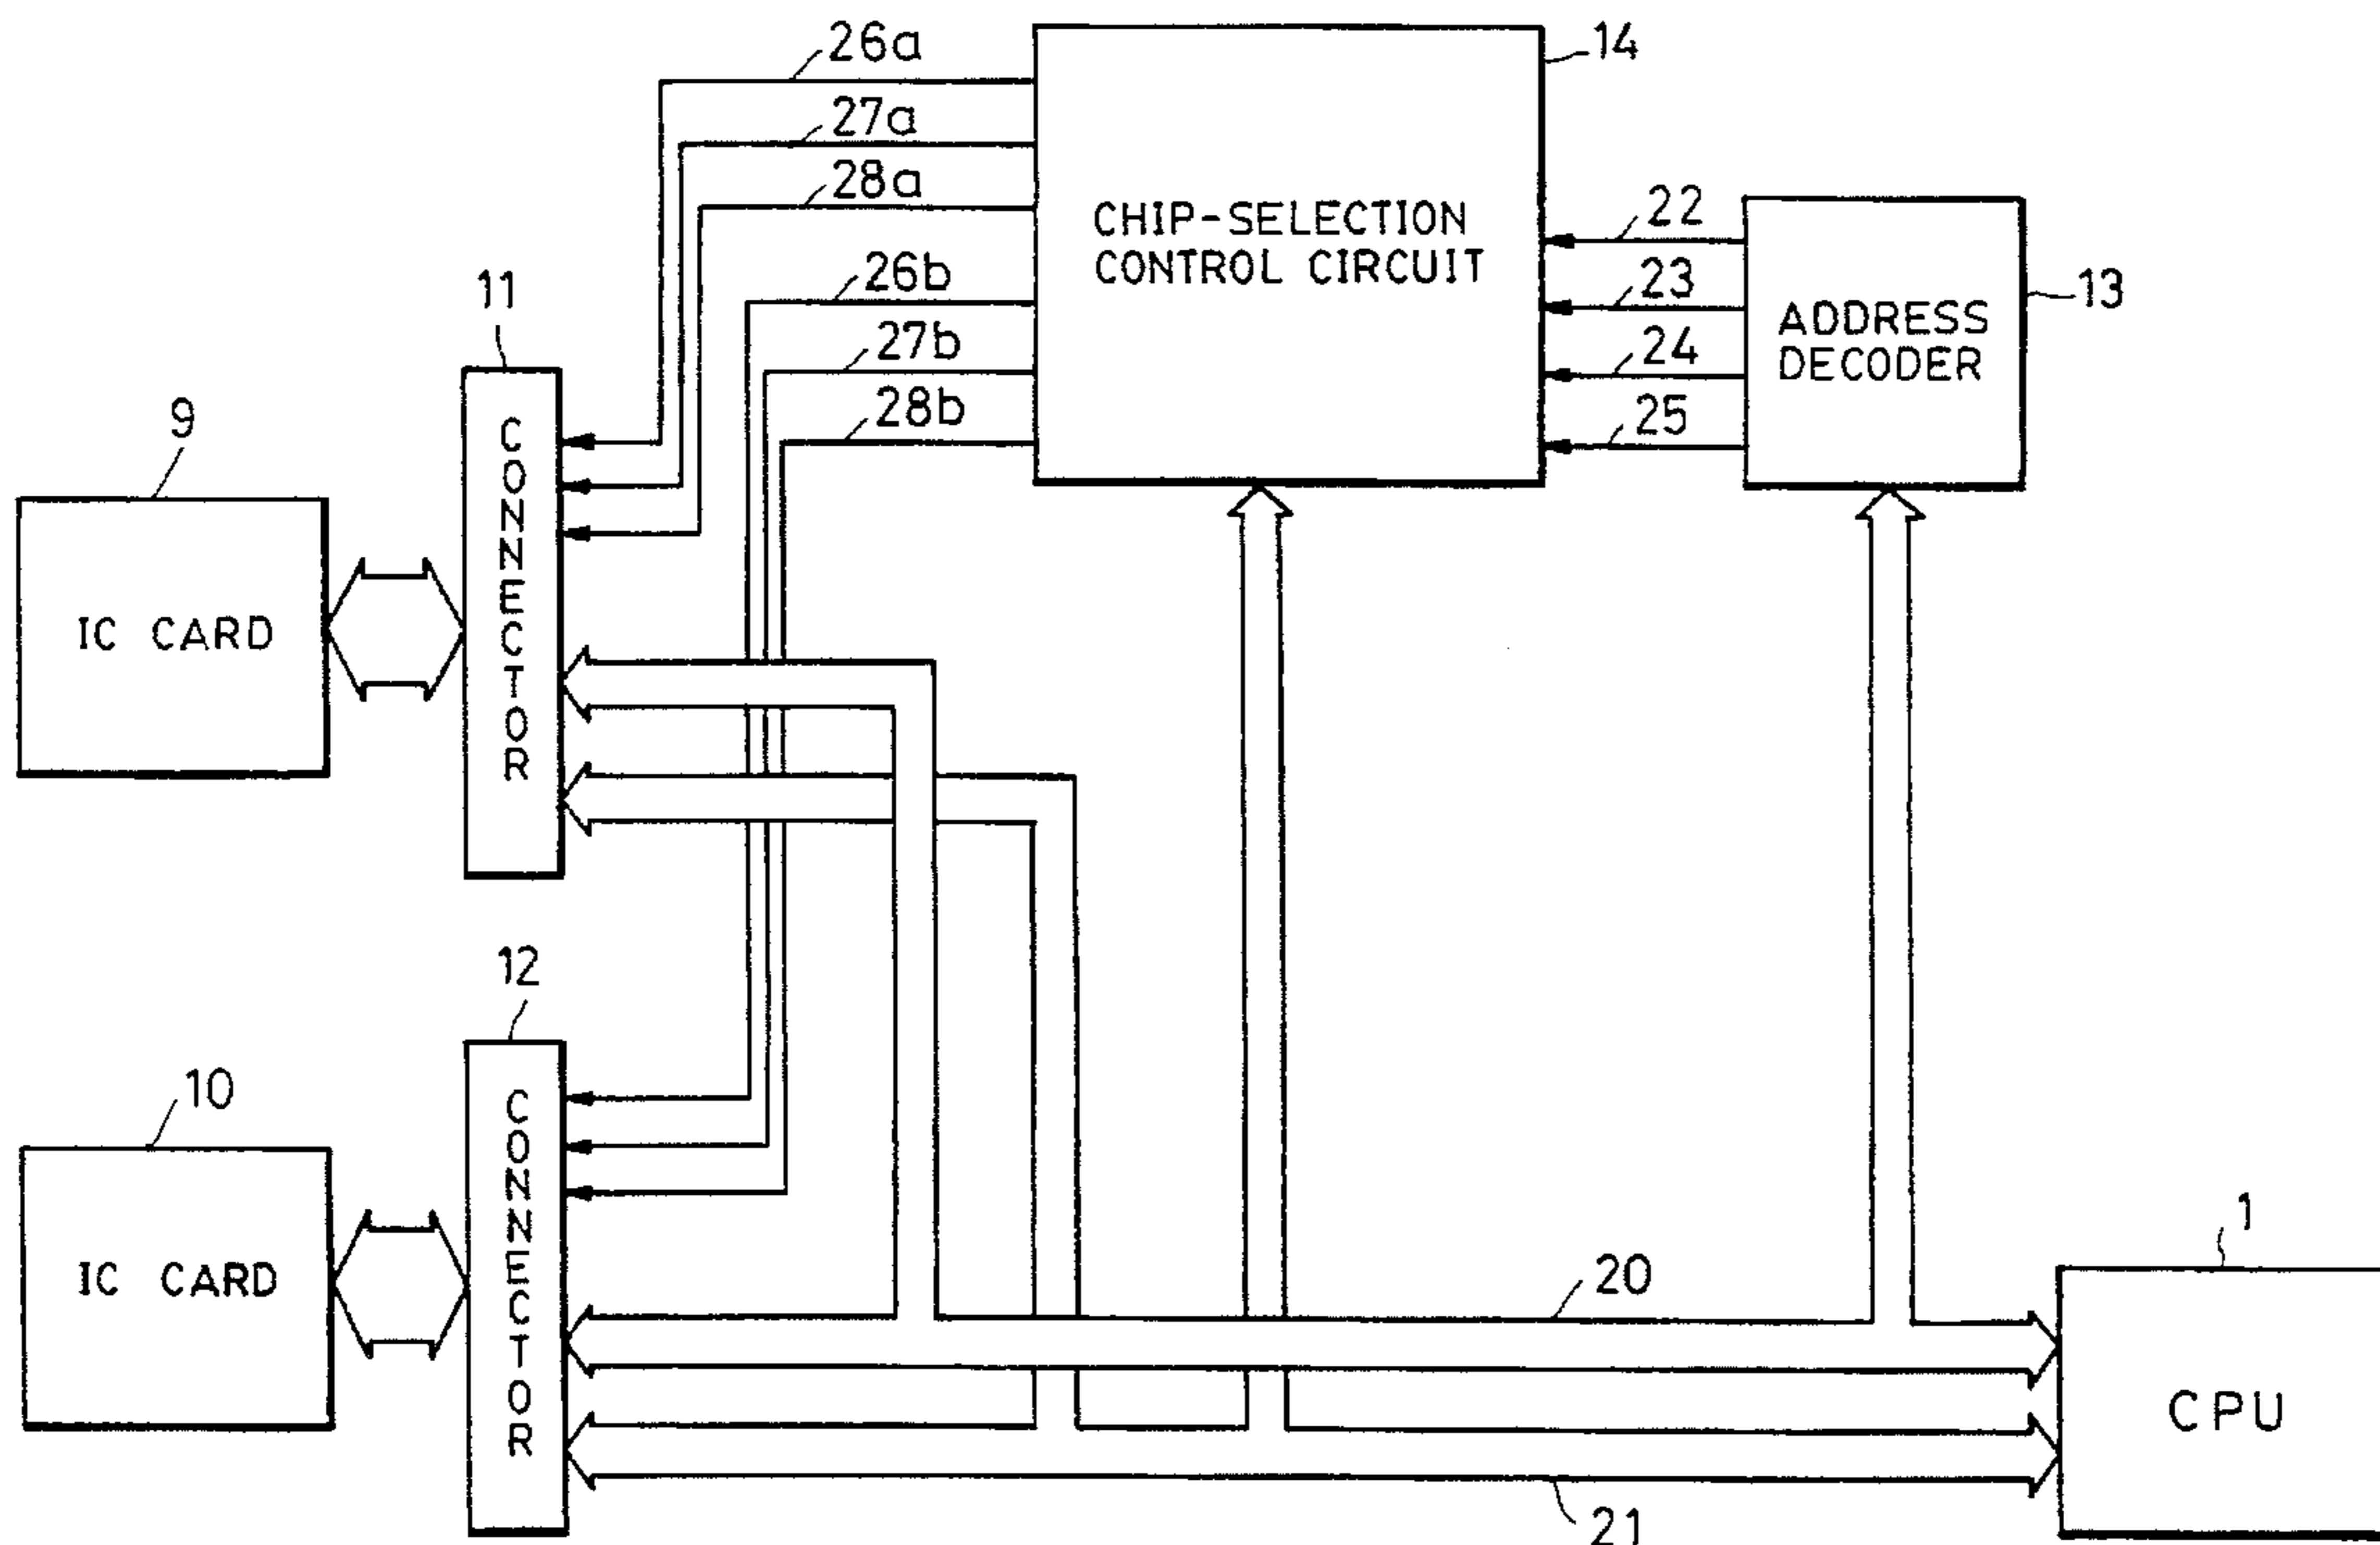 26a
14
27a
28a
CHIP-SELECTION
CONTROL CIRCUIT
22
26b
23
13
11
ADDRESS
DECODER
27b
24
28b
25
9
CONNECTOR
IC CARD
12
10
CONNECTOR
1
IC CARD
20
CPU
21